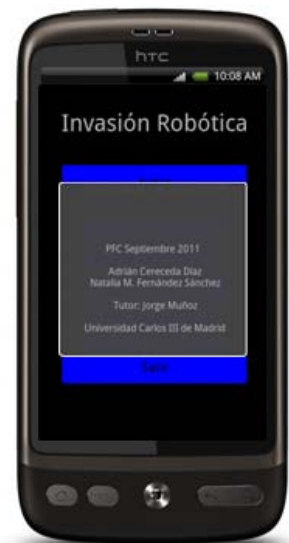 hTC
10:08 AM
Invasión Robótica
PFC Septiembre 2011
Adrián Cereceda Díaz
Natalia M. Fernández Sánchez
Tutor: Jorge Muñoz
Universidad Carlos III de Madrid
Salir